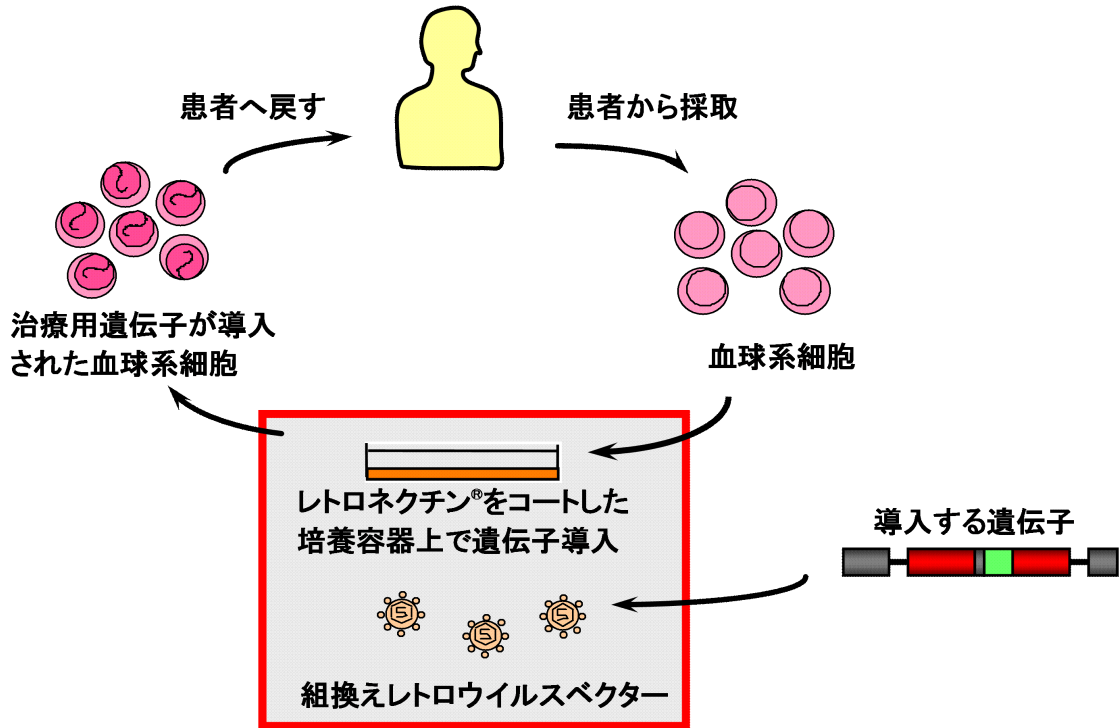 患者へ戻す
患者から採取
治療用遺伝子が導入
された血球系細胞
血球系細胞
レトロネクチン®をコートした
培養容器上で遺伝子導入
導入する遺伝子
組換えレトロウイルスベクター